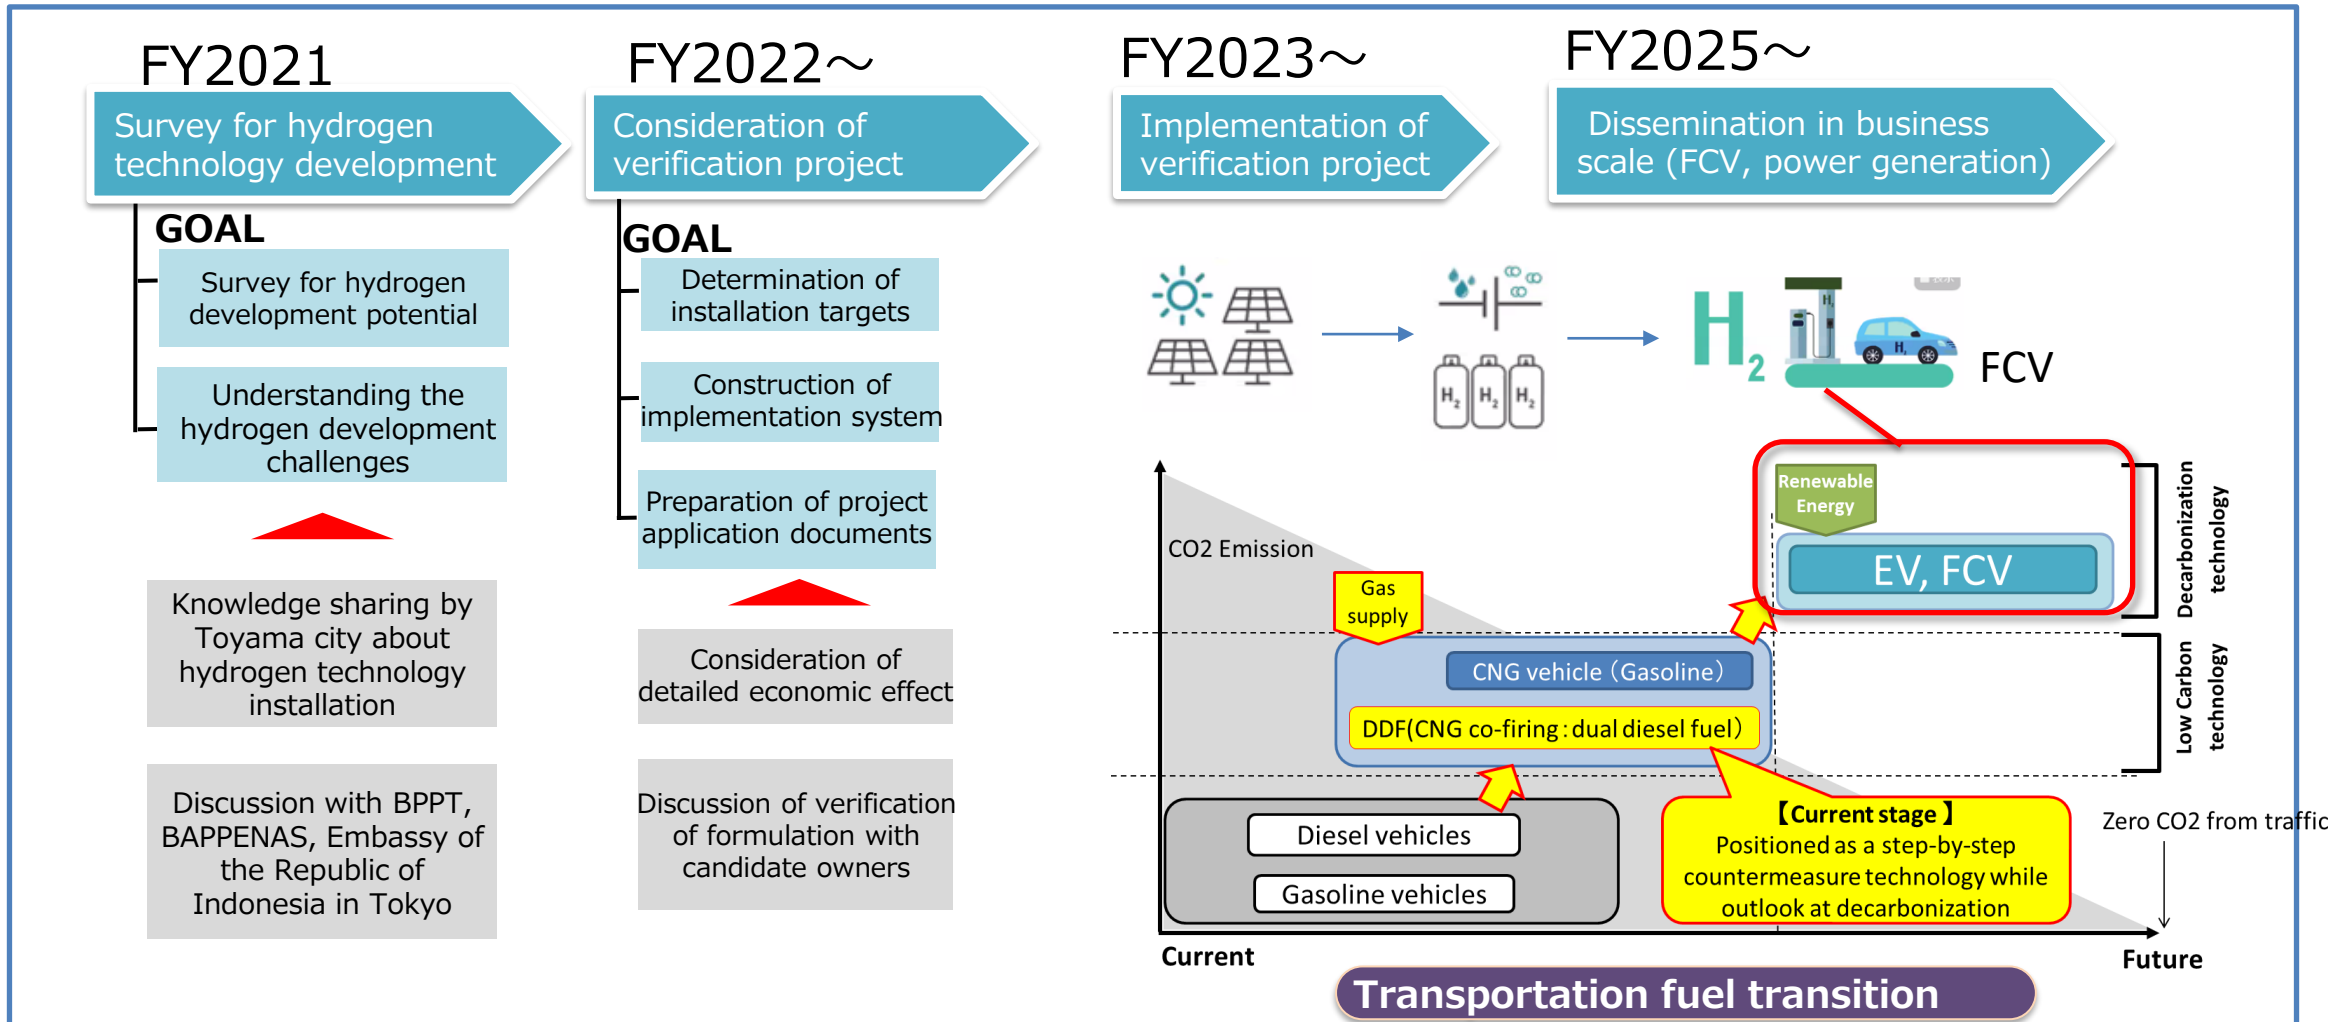 FY2021
Survey for hydrogen
technology development
GOAL
Survey for hydrogen
development potential
Understanding the
hydrogen development
challenges
Knowledge sharing by
Toyama city about
hydrogen technology
installation
Discussion with BPPT,
BAPPENAS, Embassy of
the Republic of
Indonesia in Tokyo
FY2022～
Consideration of
verification project
GOAL
Determination of
installation targets
Construction of
implementation system
Preparation of project
application documents
Consideration of
detailed economic effect
Discussion of verification
of formulation with
candidate owners
FY2023～
Implementation of
verification project
FY2025～
Dissemination in business
scale (FCV, power generation)
H2 H2 H2
H2
H2
H2
FCV
CO2 Emission
Renewable
Energy
EV, FCV
Decarbonization
technology
Gas
supply
CNG vehicle（Gasoline）
DDF(CNG co-firing：dual diesel fuel）
Low Carbon
technology
Diesel vehicles
Gasoline vehicles
【Current stage 】
Positioned as a step-by-step
countermeasure technology while
outlook at decarbonization
Zero CO2 from traffic
Current
Future
Transportation fuel transition